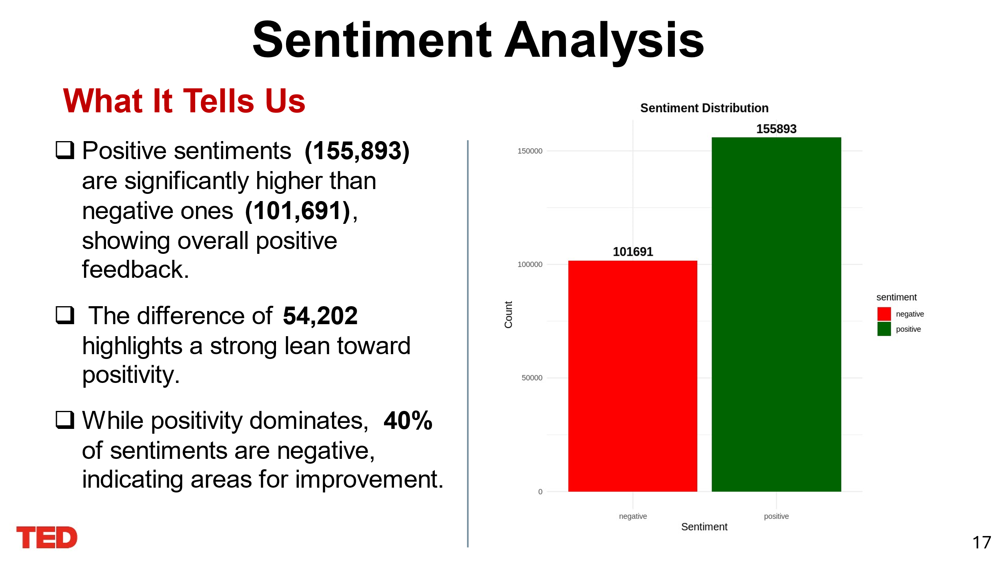 Sentiment Analysis
What It Tells Us
Positive sentiments (155,893)
are significantly higher than
negative ones (101,691),
showing overall positive
feedback.
The difference of 54,202
highlights a strong lean toward
positivity.
While positivity dominates, 40%
of sentiments are negative,
indicating areas for improvement.
Sentiment Distribution
155893
150000
101691
100000
Count
50000
0
negative
positive
Sentiment
sentiment
negative
positive
TED
17